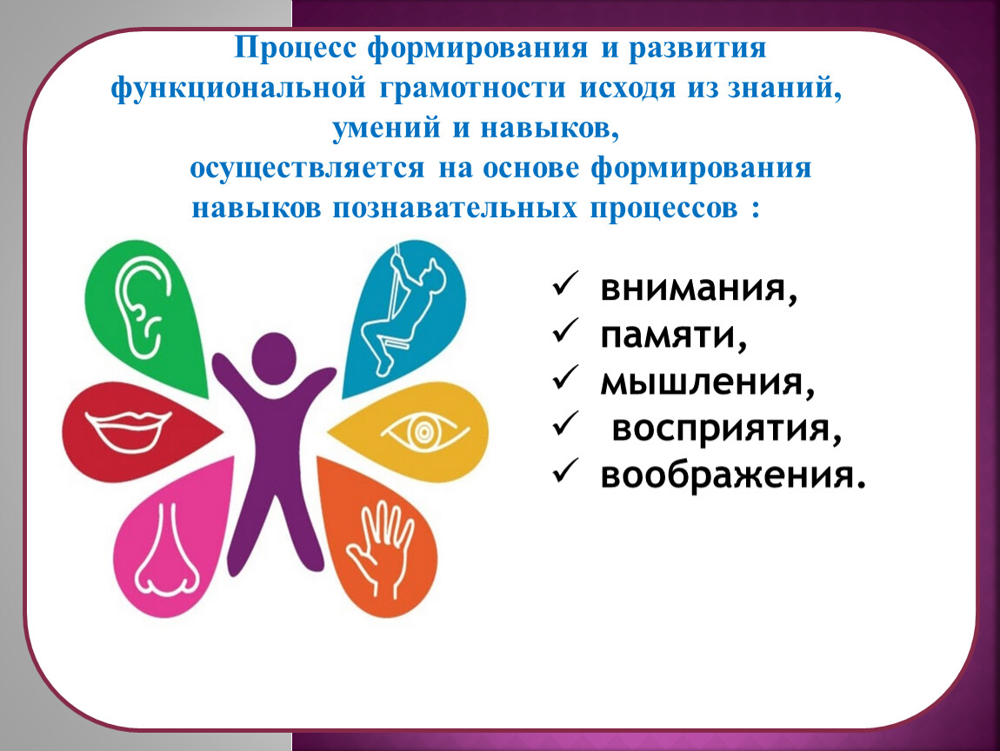 Процесс формирования и развития
функциональной грамотности исходя из знаний,
умений и навыков,
осуществляется на основе формирования
навыков познавательных процессов :
✓ внимания,
✓ памяти,
✓ мышления,
✓ восприятия,
✓ воображения.